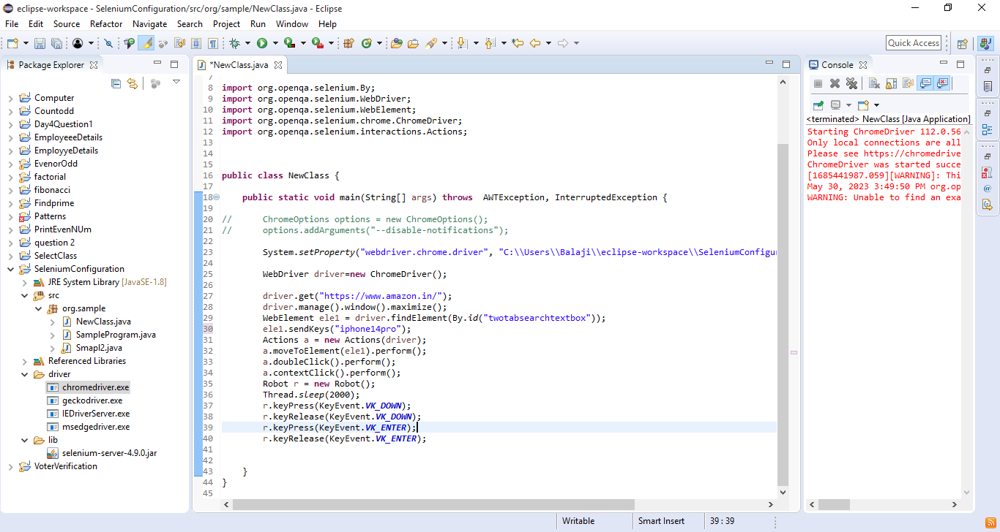 eclipse-workspace - SeleniumConfiguration/src/org/sample/NewClass.java - Eclipse
File Edit Source Refactor Navigate Search Project Run Window Help
Quick Access
Package Explorer
Computer
Countodd
Day4Question1
EmployeeeDetails
EmployyeDetails
EvenorOdd
factorial
fibonacci
Findprime
Patterns
PrintEvenNUm
question 2
SelectClass
SeleniumConfiguration
JRE System Library [JavaSE-1.8]
src
org.sample
NewClass.java
SampleProgram.java
Smapl2.java
Referenced Libraries
driver
chromedriver.exe
geckodriver.exe
IEDriverServer.exe
msedgedriver.exe
lib
selenium-server-4.9.0.jar
VoterVerification
*NewClass.java
7
8 import org.openqa.selenium.By;
9 import org.openqa.selenium.WebDriver;
10 import org.openqa.selenium.WebElement;
11 import org.openqa.selenium.chrome.ChromeDriver;
12 import org.openqa.selenium.interactions.Actions;
13
14
15
16 public class NewClass {
17
18 public static void main(String[] args) throws  AWTException, InterruptedException {
19
20 //      ChromeOptions options = new ChromeOptions();
21 //      options.addArguments("--disable-notifications");
22
23 System.setProperty("webdriver.chrome.driver", "C:\\Users\\Balaji\\eclipse-workspace\\SeleniumConfigur
24
25 WebDriver driver=new ChromeDriver();
26
27 driver.get("https://www.amazon.in/");
28 driver.manage().window().maximize();
29 WebElement ele1 = driver.findElement(By.id("twotabsearchtextbox"));
30 ele1.sendKeys("iphone14pro");
31 Actions a = new Actions(driver);
32 a.moveToElement(ele1).perform();
33 a.doubleClick().perform();
34 a.contextClick().perform();
35 Robot r = new Robot();
36 Thread.sleep(2000);
37 r.keyPress(KeyEvent.VK_DOWN);
38 r.keyRelease(KeyEvent.VK_DOWN);
39 r.keyPress(KeyEvent.VK_ENTER);
40 r.keyRelease(KeyEvent.VK_ENTER);
41
42
43 }
44 }
45
Console
<terminated> NewClass [Java Application]
Starting ChromeDriver 112.0.56
Only local connections are all
Please see https://chromedrive
ChromeDriver was started succe
[1685441987.059][WARNING]: Thi
May 30, 2023 3:49:50 PM org.op
WARNING: Unable to find an exa
Writable Smart Insert 39 : 39